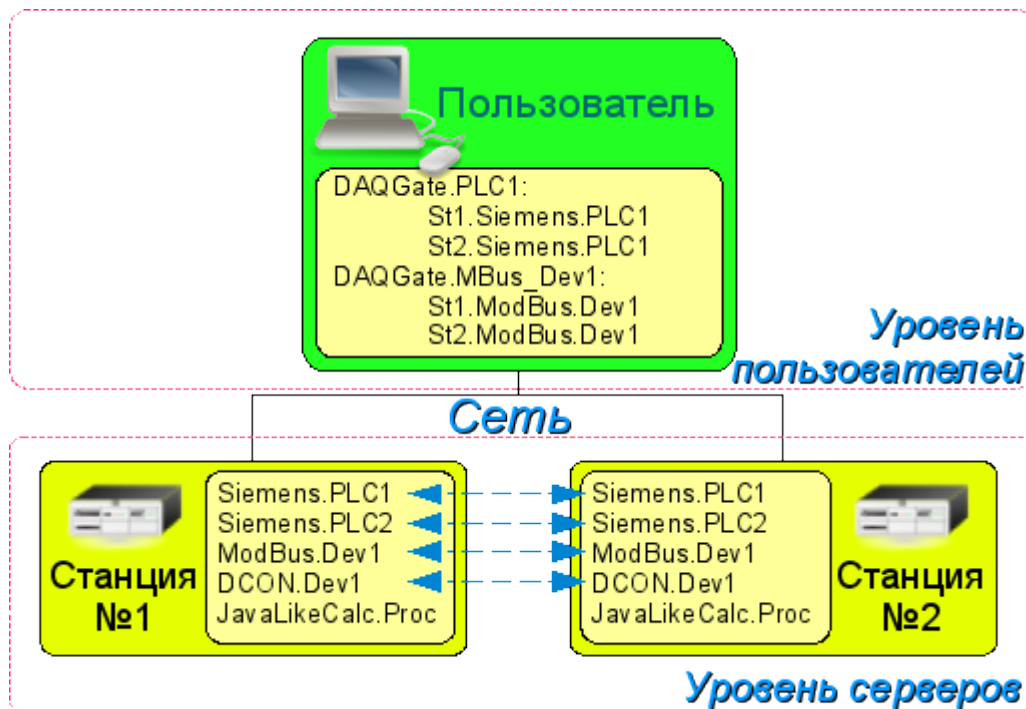 Пользователь
DAQGate.PLC1:
St1.Siemens.PLC1
St2.Siemens.PLC1
DAQGate.MBus_Dev1:
St1.ModBus.Dev1
St2.ModBus.Dev1
Уровень
пользователей
Сеть
Станция
№1
Siemens.PLC1
Siemens.PLC2
ModBus.Dev1
DCON.Dev1
JavaLikeCalc.Proc
Siemens.PLC1
Siemens.PLC2
ModBus.Dev1
DCON.Dev1
JavaLikeCalc.Proc
Станция
№2
Уровень серверов